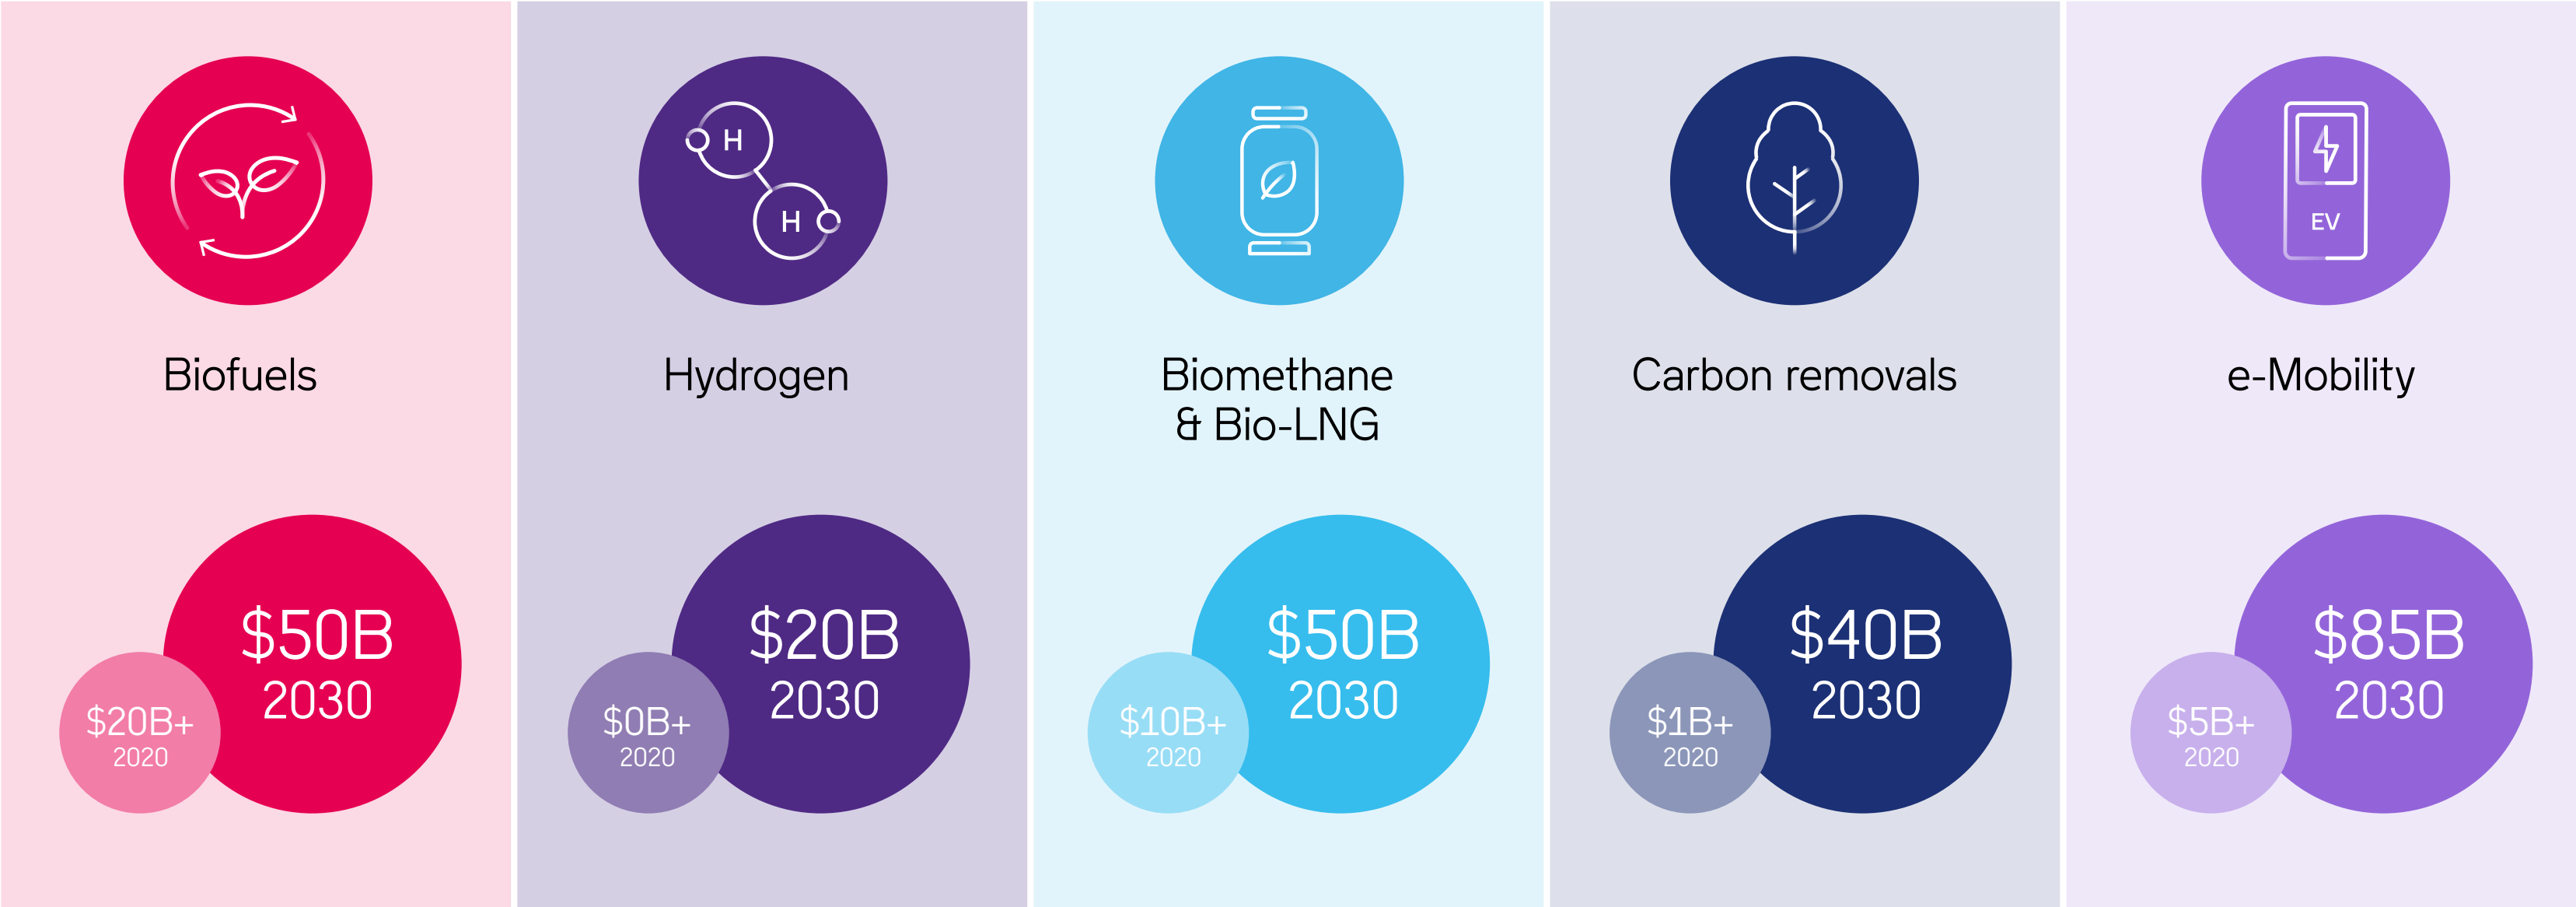 Biofuels
$50B
2030
$20B+
2020
H
H
Hydrogen
$20B
2030
$0B+
2020
Biomethane
& Bio-LNG
$50B
2030
$10B+
2020
Carbon removals
$40B
2030
$1B+
2020
EV
e-Mobility
$85B
2030
$5B+
2020